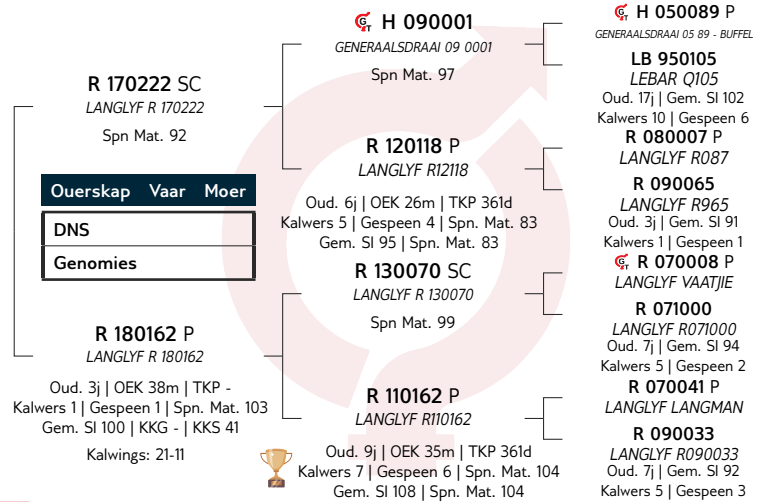 R 170222 SC
LANGLYF R 170222
Spn Mat. 92
Ouerskap Vaar Moer
DNS
Genomies
R 180162 P
LANGLYF R 180162
Oud. 3j | OEK 38m | TKP -
Kalwers 1 | Gespeen 1 | Spn. Mat. 103
Gem. SI 100 | KKG - | KKS 41
Kalwings: 21-11
GT H 090001
GENERAALSDRAAI 09 0001
Spn Mat. 97
R 120118 P
LANGLYF R12118
Oud. 6j | OEK 26m | TKP 361d
Kalwers 5 | Gespeen 4 | Spn. Mat. 83
Gem. SI 95 | Spn. Mat. 83
R 130070 SC
LANGLYF R 130070
Spn Mat. 99
R 110162 P
LANGLYF R110162
Oud. 9j | OEK 35m | TKP 361d
Kalwers 7 | Gespeen 6 | Spn. Mat. 104
Gem. SI 108 | Spn. Mat. 104
GT H 050089 P
GENERAALSDRAAI 05 89 - BUFFEL
LB 950105
LEBAR Q105
Oud. 17j | Gem. SI 102
Kalwers 10 | Gespeen 6
R 080007 P
LANGLYF R087
R 090065
LANGLYF R965
Oud. 3j | Gem. SI 91
Kalwers 1 | Gespeen 1
GT R 070008 P
LANGLYF VAATJIE
R 071000
LANGLYF R071000
Oud. 7j | Gem. SI 94
Kalwers 5 | Gespeen 2
R 070041 P
LANGLYF LANGMAN
R 090033
LANGLYF R090033
Oud. 7j | Gem. SI 92
Kalwers 5 | Gespeen 3